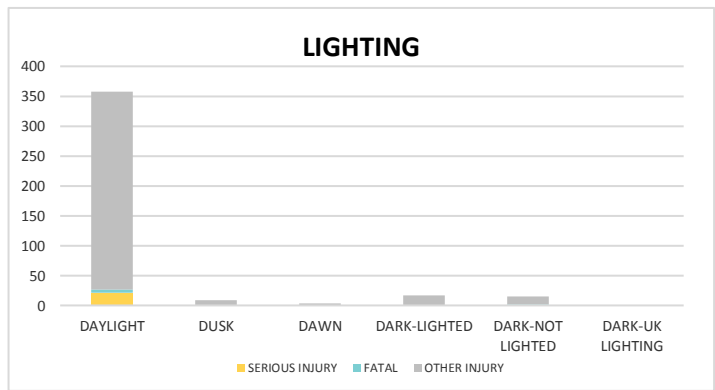 LIGHTING
400
350
300
250
200
150
100
50
0
DAYLIGHT
DUSK
DAWN
DARK-LIGHTED
DARK-NOT
LIGHTED
DARK-UK
LIGHTING
SERIOUS INJURY
FATAL
OTHER INJURY